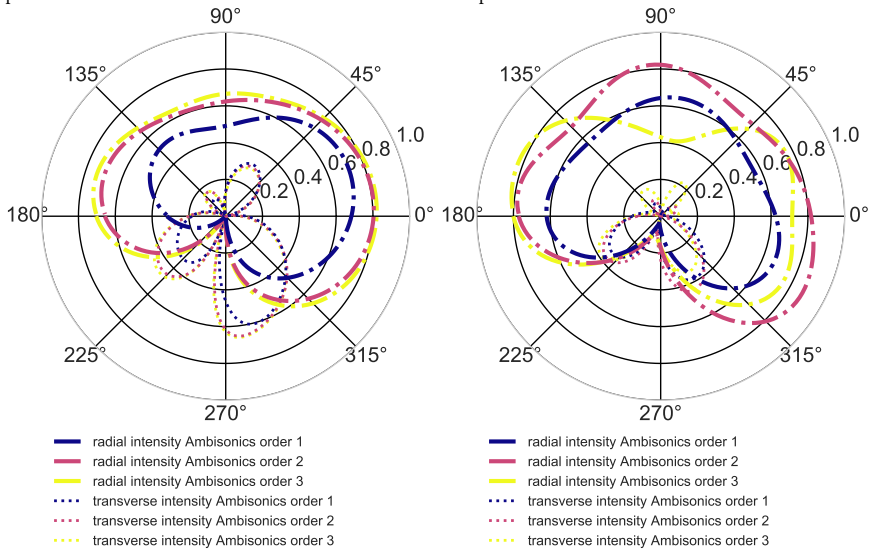 90° 90°
135° 45° 135° 45°
1.0 1.0
0.8 0.8
0.6 0.6
0.4 0.4
0.2 0.2
180° 0° 180° 0°
225° 315° 225° 315°
270° 270°
radial intensity Ambisonics order 1
radial intensity Ambisonics order 2
radial intensity Ambisonics order 3
transverse intensity Ambisonics order 1
transverse intensity Ambisonics order 2
transverse intensity Ambisonics order 3
radial intensity Ambisonics order 1
radial intensity Ambisonics order 2
radial intensity Ambisonics order 3
transverse intensity Ambisonics order 1
transverse intensity Ambisonics order 2
transverse intensity Ambisonics order 3